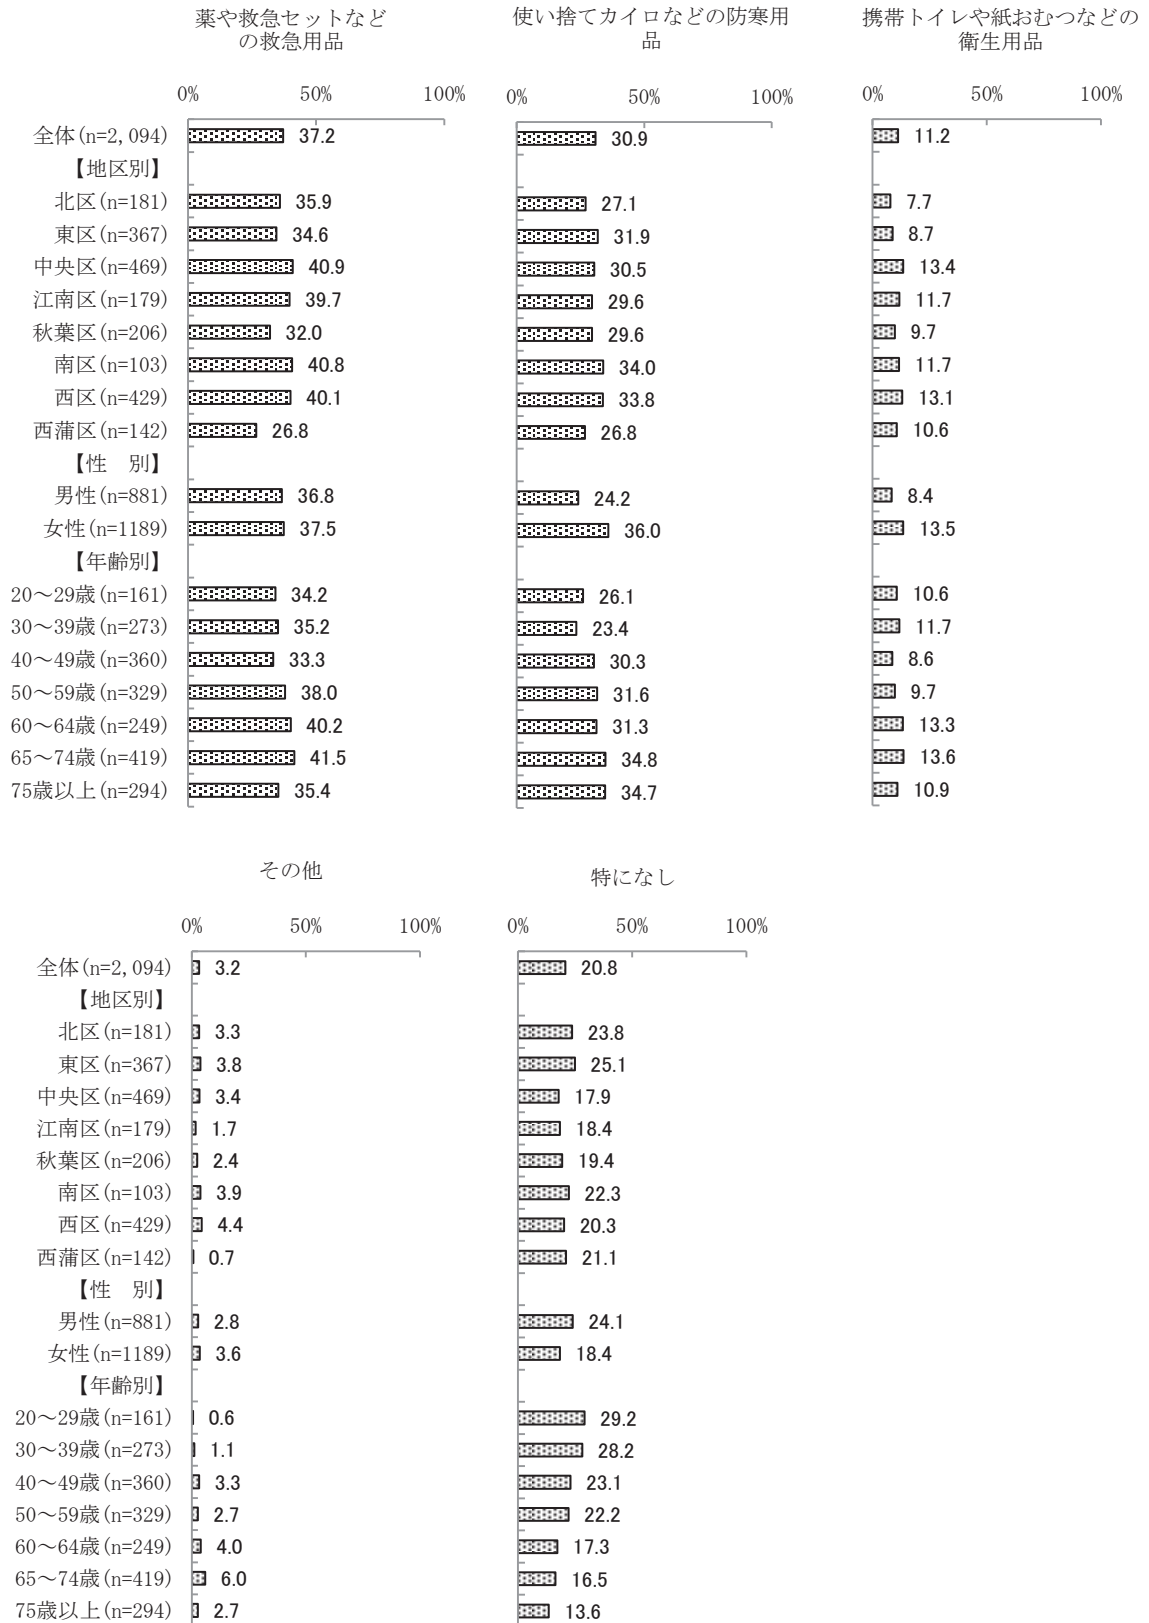 薬や救急セットなど
の救急用品
使い捨てカイロなどの防寒用
品
携帯トイレや紙おむつなどの
衛生用品
0% 50% 100% 0% 50% 100% 0% 50% 100%
全体(n=2,094) 37.2 30.9 11.2
【地区別】
北区(n=181) 35.9 27.1 7.7
東区(n=367) 34.6 31.9 8.7
中央区(n=469) 40.9 30.5 13.4
江南区(n=179) 39.7 29.6 11.7
秋葉区(n=206) 32.0 29.6 9.7
南区(n=103) 40.8 34.0 11.7
西区(n=429) 40.1 33.8 13.1
西蒲区(n=142) 26.8 26.8 10.6
【性　別】
男性(n=881) 36.8 24.2 8.4
女性(n=1189) 37.5 36.0 13.5
【年齢別】
20～29歳(n=161) 34.2 26.1 10.6
30～39歳(n=273) 35.2 23.4 11.7
40～49歳(n=360) 33.3 30.3 8.6
50～59歳(n=329) 38.0 31.6 9.7
60～64歳(n=249) 40.2 31.3 13.3
65～74歳(n=419) 41.5 34.8 13.6
75歳以上(n=294) 35.4 34.7 10.9
その他 特になし
0% 50% 100% 0% 50% 100%
全体(n=2,094) 3.2 20.8
【地区別】
北区(n=181) 3.3 23.8
東区(n=367) 3.8 25.1
中央区(n=469) 3.4 17.9
江南区(n=179) 1.7 18.4
秋葉区(n=206) 2.4 19.4
南区(n=103) 3.9 22.3
西区(n=429) 4.4 20.3
西蒲区(n=142) 0.7 21.1
【性　別】
男性(n=881) 2.8 24.1
女性(n=1189) 3.6 18.4
【年齢別】
20～29歳(n=161) 0.6 29.2
30～39歳(n=273) 1.1 28.2
40～49歳(n=360) 3.3 23.1
50～59歳(n=329) 2.7 22.2
60～64歳(n=249) 4.0 17.3
65～74歳(n=419) 6.0 16.5
75歳以上(n=294) 2.7 13.6